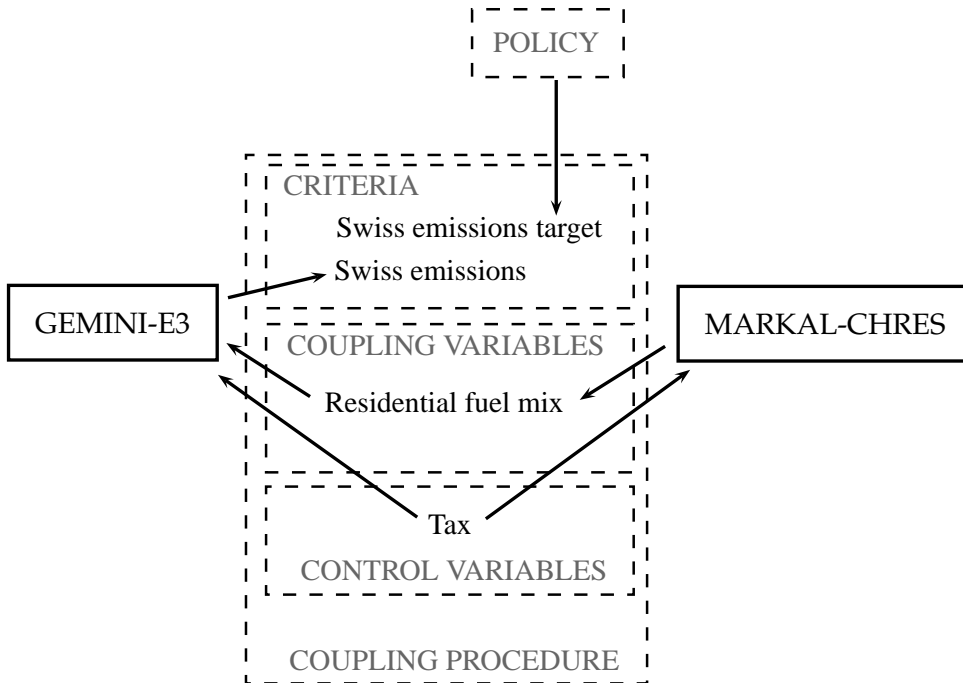 POLICY
CRITERIA
Swiss emissions target
Swiss emissions
GEMINI-E3
MARKAL-CHRES
COUPLING VARIABLES
Residential fuel mix
Tax
CONTROL VARIABLES
COUPLING PROCEDURE